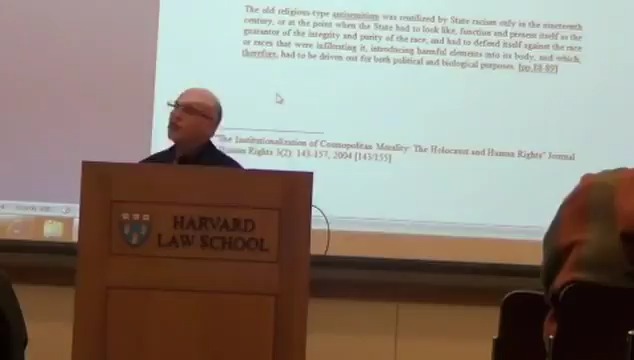 The old religious-type antisemitism was reutilized by State racism only in the nineteenth
century, or at the point when the State had to look like, function and present itself as the
guarantor of the integrity and purity of the race, and had to defend itself against the race
or races that were infiltrating it, introducing harmful elements into its body, and which,
therefore, had to be driven out for both political and biological purposes. [pp.88-89]
"The Institutionalization of Cosmopolitan Morality: The Holocaust and Human Rights" Journal
Human Rights 3(2): 143-157, 2004 [143/155]
HARVARD
LAW SCHOOL